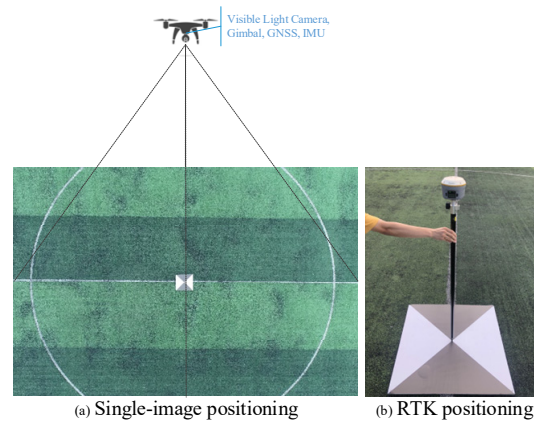 Visible Light Camera,
Gimbal, GNSS, IMU
(a) Single-image positioning
(b) RTK positioning